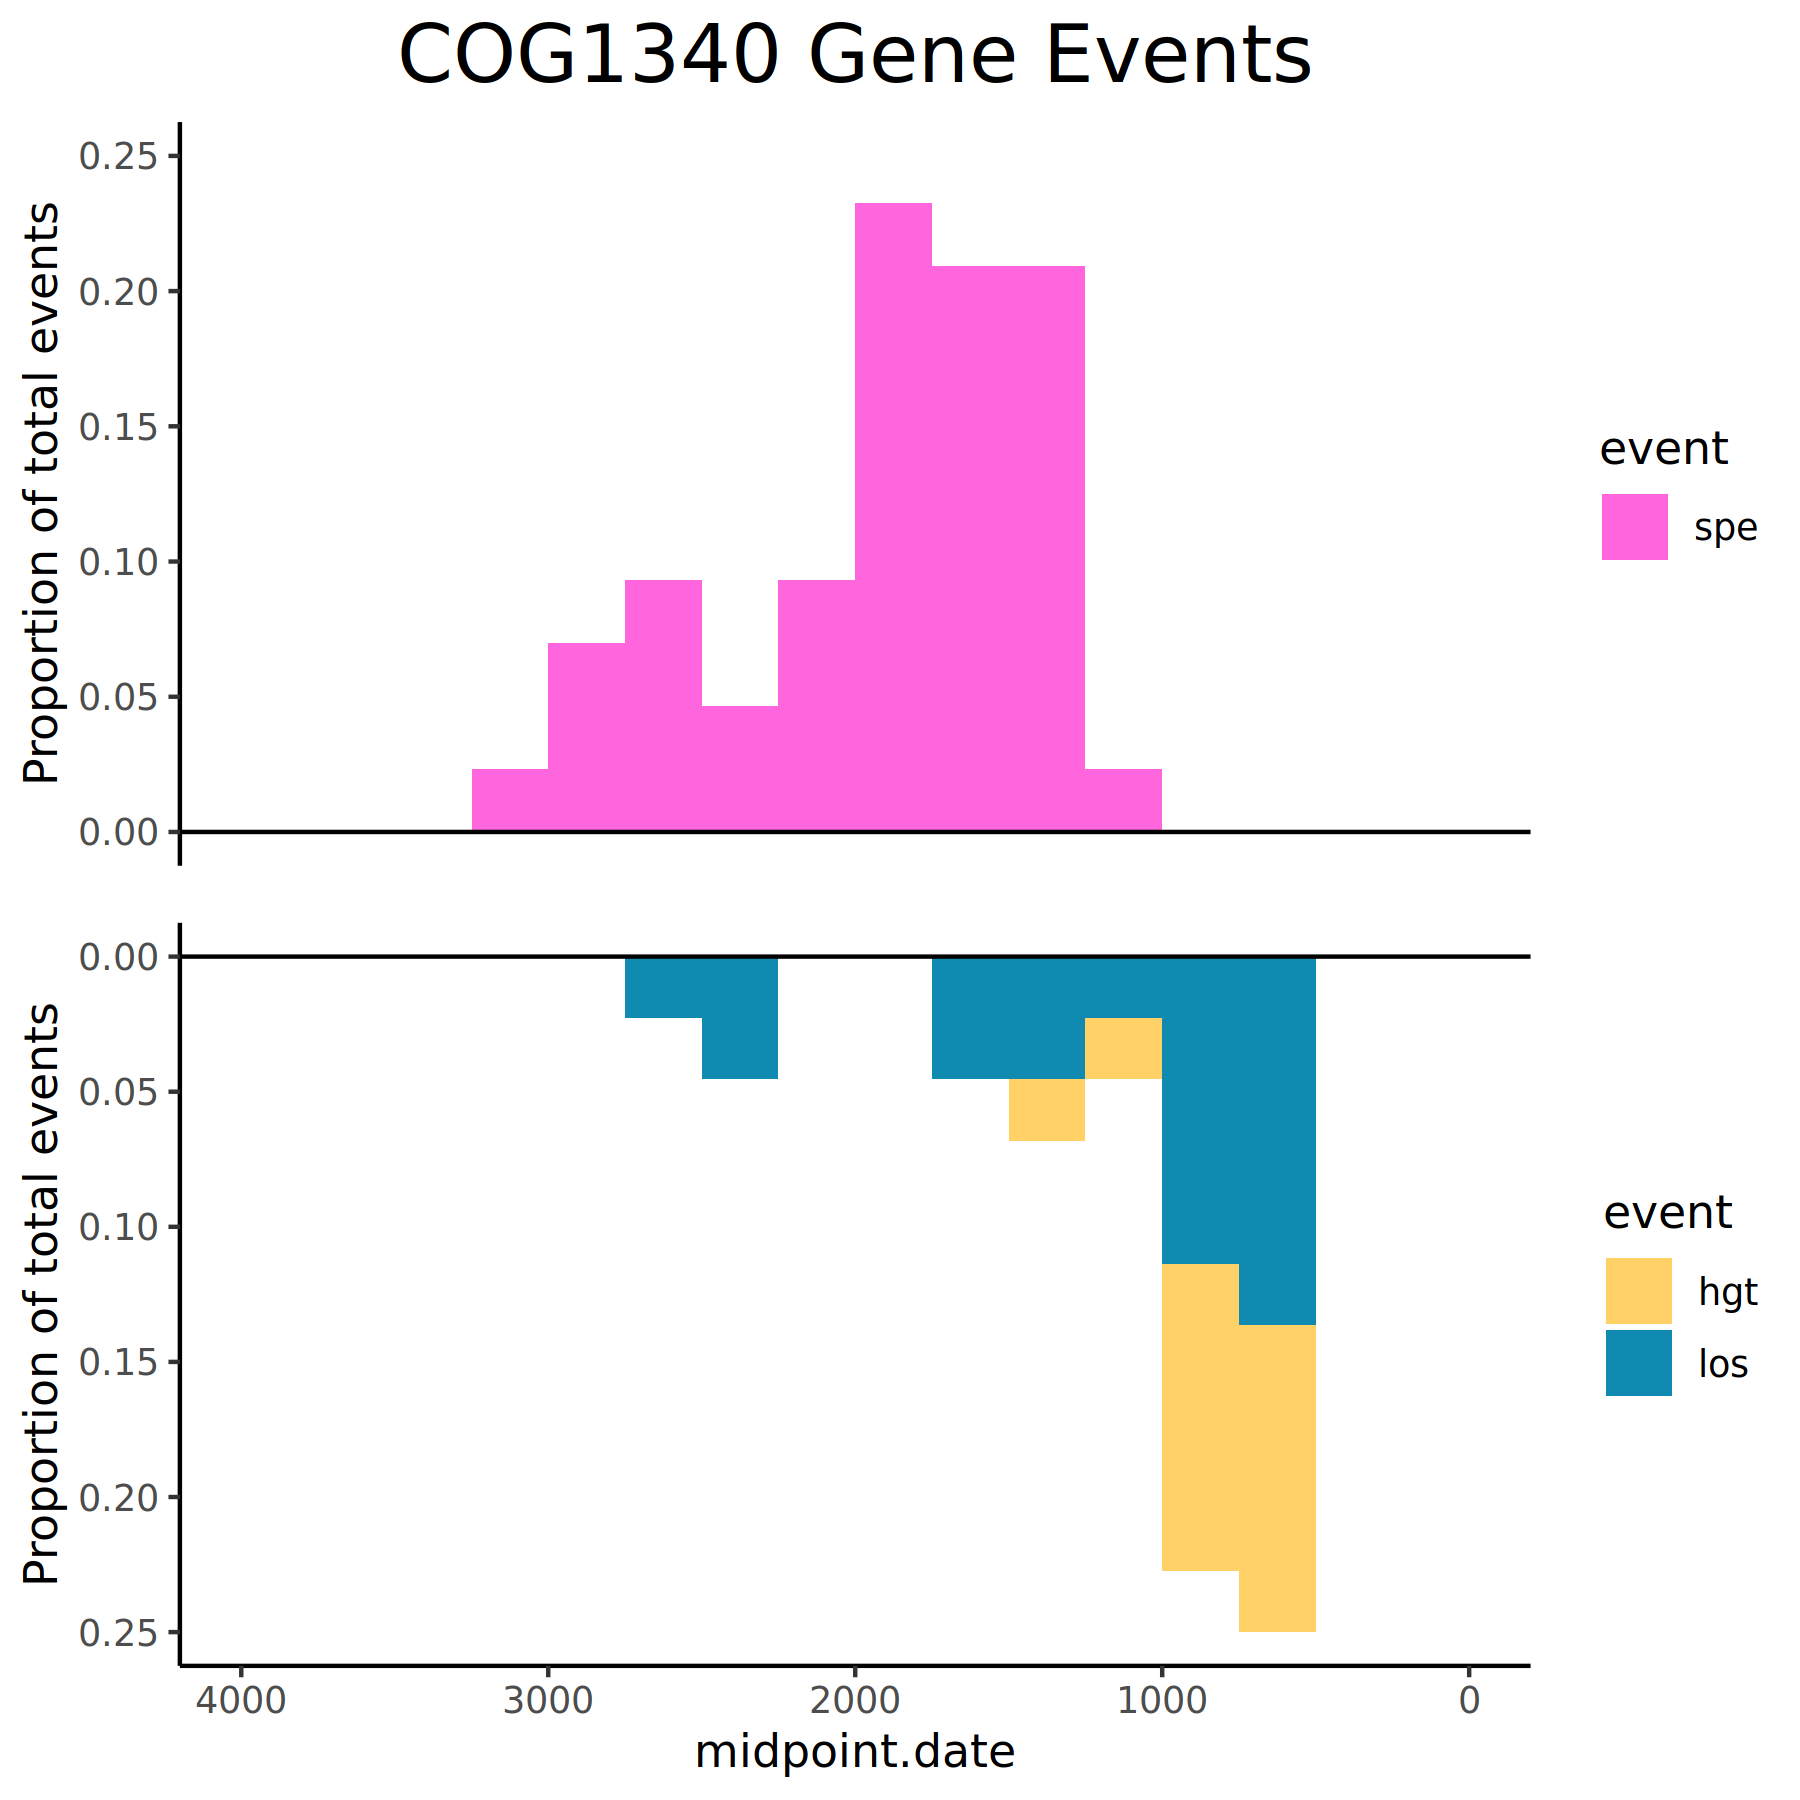 COG1340 Gene Events
Proportion of total events
0.25
0.20
0.15
0.10
0.05
0.00
event
spe
Proportion of total events
0.00
0.05
0.10
0.15
0.20
0.25
event
hgt
los
4000 3000 2000 1000 0
midpoint.date